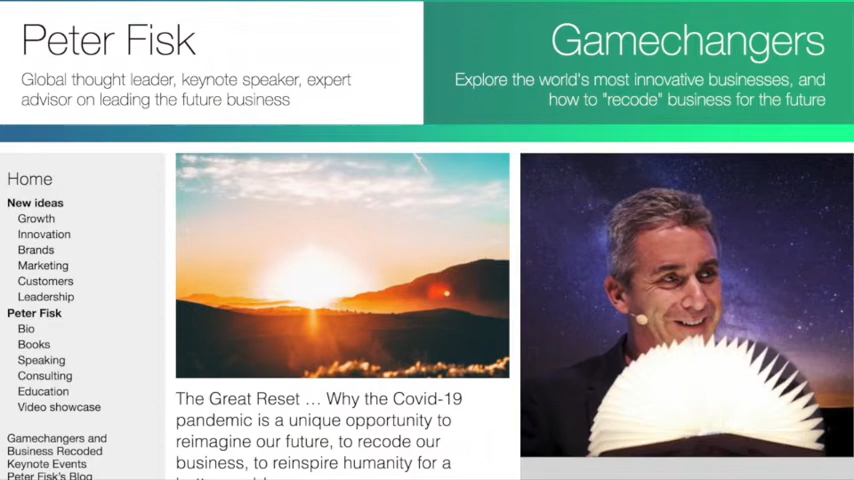 Peter Fisk
Global thought leader, keynote speaker, expert
advisor on leading the future business
Gamechangers
Explore the world's most innovative businesses, and
how to "recode" business for the future
Home
New ideas
Growth
Innovation
Brands
Marketing
Customers
Leadership
Peter Fisk
Bio
Books
Speaking
Consulting
Education
Video showcase
Gamechangers and
Business Recoded
Keynote Events
Peter Fisk's Blog
The Great Reset … Why the Covid-19
pandemic is a unique opportunity to
reimagine our future, to recode our
business, to reinspire humanity for a